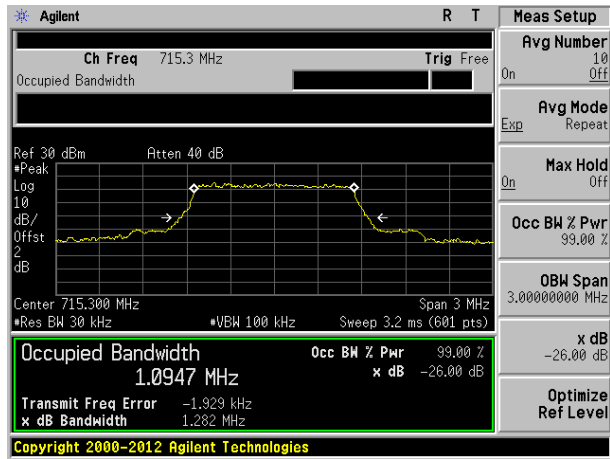 Agilent R T
Ch Freq 715.3 MHz Trig Free
Occupied Bandwidth
Ref 30 dBm Atten 40 dB
#Peak
Log
10
dB/
Offst
2
dB
Center 715.300 MHz Span 3 MHz
#Res BW 30 kHz #VBW 100 kHz Sweep 3.2 ms (601 pts)
Occupied Bandwidth Occ BW % Pwr 99.00 %
1.0947 MHz x dB -26.00 dB
Transmit Freq Error -1.929 kHz
x dB Bandwidth 1.282 MHz
Copyright 2000-2012 Agilent Technologies
Meas Setup
Avg Number
10
On Off
Avg Mode
Exp Repeat
Max Hold
On Off
Occ BW % Pwr
99.00 %
OBW Span
3.00000000 MHz
x dB
-26.00 dB
Optimize
Ref Level